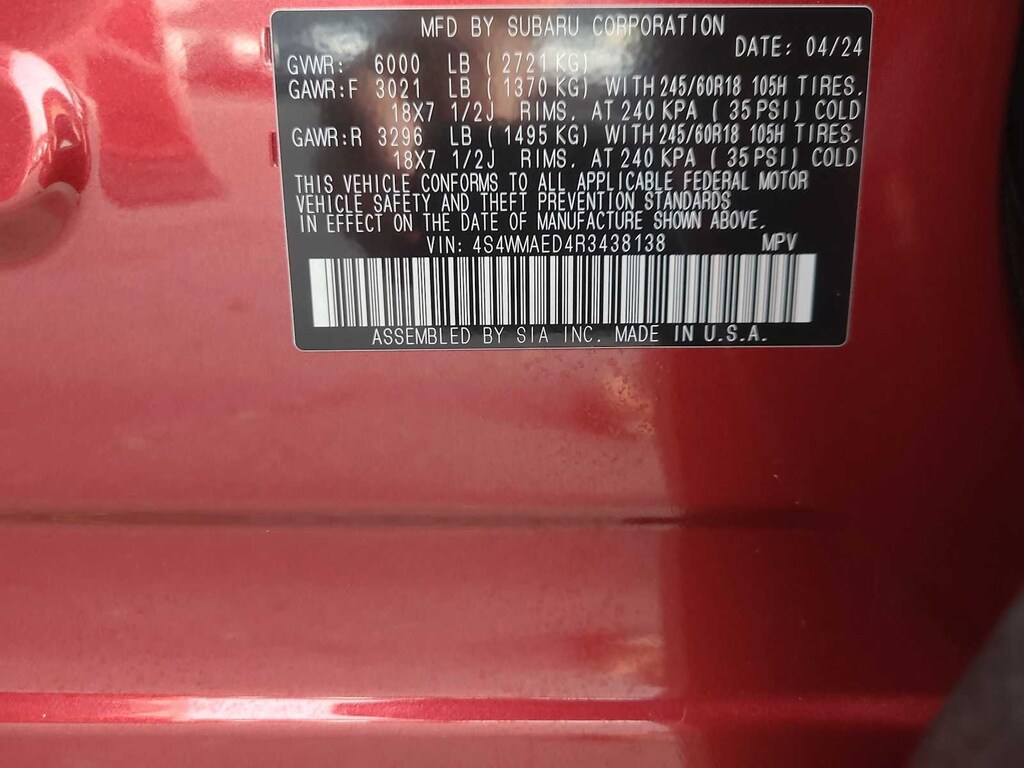 MFD BY SUBARU CORPORATION
DATE: 04/24
GVWR: 6000 LB ( 2721 KG)
GAWR:F 3021 LB ( 1370 KG) WITH 245/60R18 105H TIRES.
18X7 1/2J RIMS. AT 240 KPA ( 35 PSI) COLD
GAWR:R 3296 LB ( 1495 KG) WITH 245/60R18 105H TIRES.
18X7 1/2J RIMS. AT 240 KPA ( 35 PSI) COLD
THIS VEHICLE CONFORMS TO ALL APPLICABLE FEDERAL MOTOR
VEHICLE SAFETY AND THEFT PREVENTION STANDARDS
IN EFFECT ON THE DATE OF MANUFACTURE SHOWN ABOVE.
VIN: 4S4WMAED4R3438138 MPV
ASSEMBLED BY SIA INC. MADE IN U.S.A.